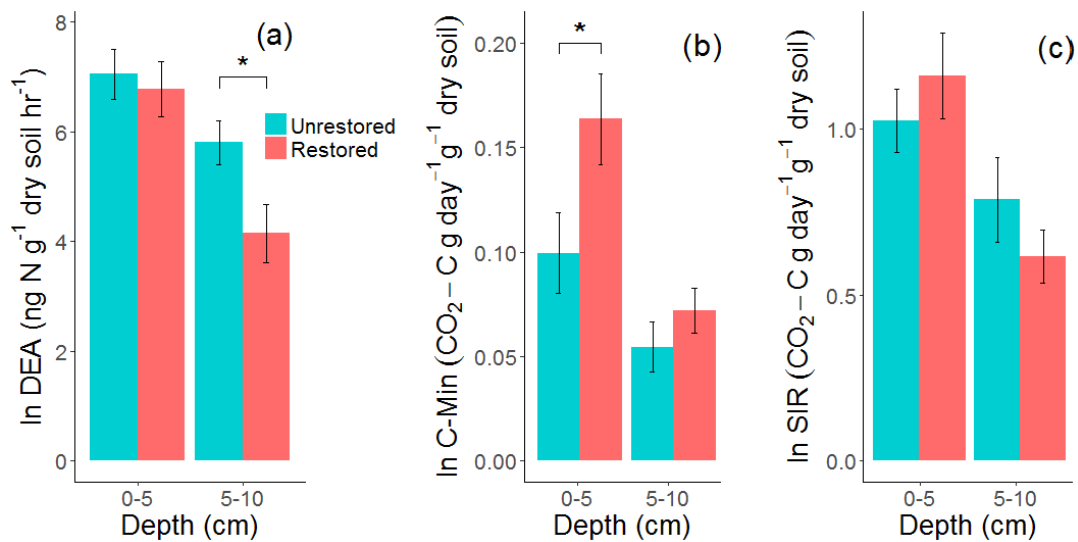 (a)
ln DEA (ng N g⁻¹ dry soil hr⁻¹)
8
6
4
2
0
*
Unrestored
Restored
0-5
5-10
Depth (cm)
(b)
ln C-Min (CO₂ – C g day⁻¹g⁻¹ dry soil)
0.20
0.15
0.10
0.05
0.00
*
0-5
5-10
Depth (cm)
(c)
ln SIR (CO₂ – C g day⁻¹g⁻¹ dry soil)
1.0
0.5
0.0
0-5
5-10
Depth (cm)